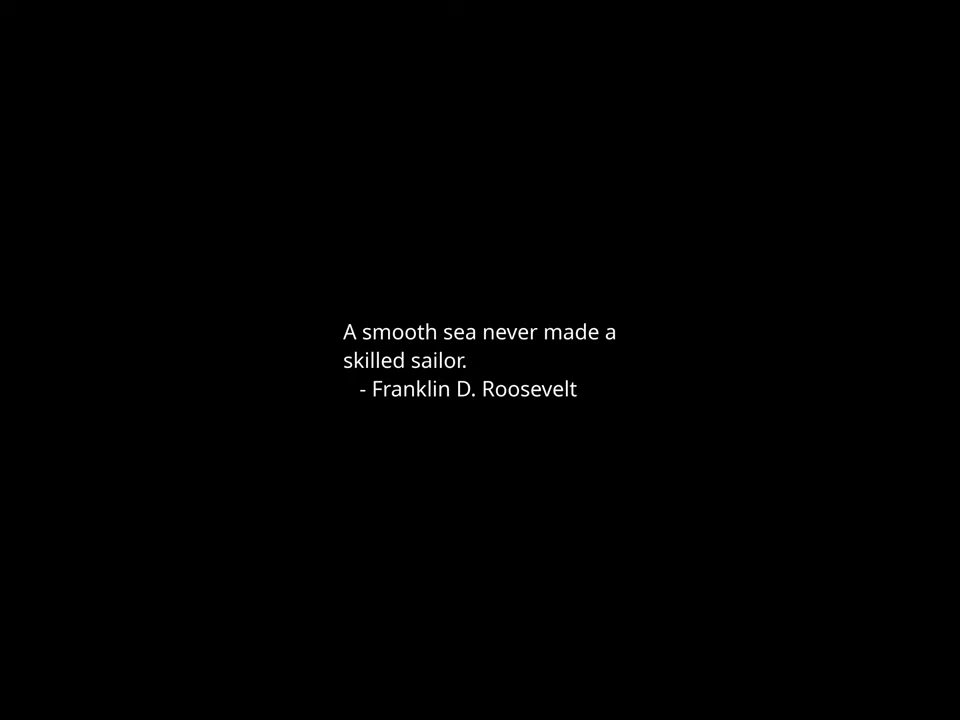 A smooth sea never made a
skilled sailor.
- Franklin D. Roosevelt